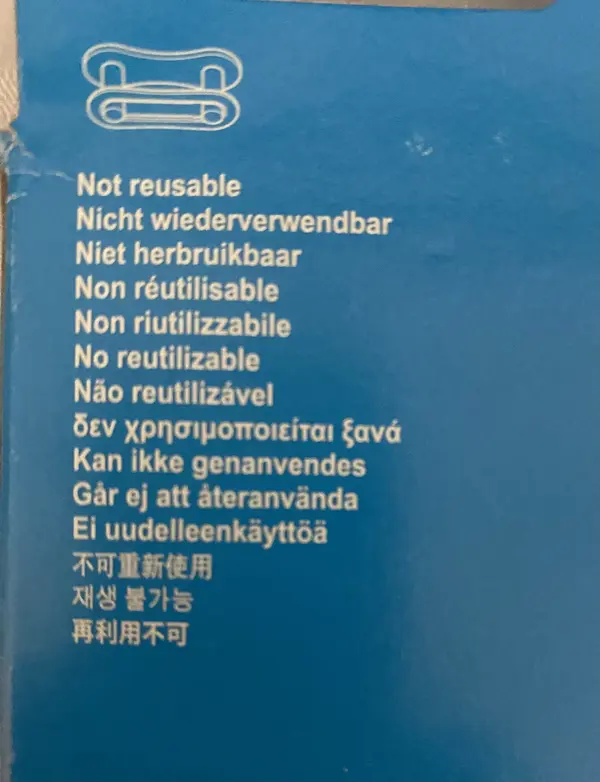 Not reusable
Nicht wiederverwendbar
Niet herbruikbaar
Non réutilisable
Non riutilizzabile
No reutilizable
Não reutilizável
δεν χρησιμοποιείται ξανά
Kan ikke genanvendes
Går ej att återanvända
Ei uudelleenkäyttöä
不可重新使用
재생 불가능
再利用不可